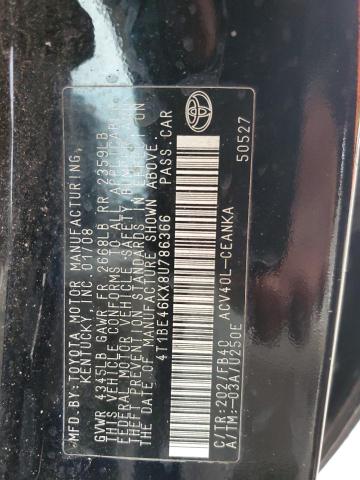 MFD.BY:TOYOTA MOTOR MANUFACTURING,
KENTUCKY, INC. 01/08
GVWR 4345LB GAWR FR 2668LB RR 2359LB
THIS VEHICLE CONFORMS TO ALL APPLICABLE
FEDERAL MOTOR VEHICLE SAFETY, BUMPER, AND
THEFT PREVENTION STANDARDS IN EFFECT ON
THE DATE OF MANUFACTURE SHOWN ABOVE.
4T1BE46KX8U786366 PASS.CAR
C/TR:202/FB40 ACV40L-CEANKA
A/TM:-03A/U250E
TOYOTA
50527